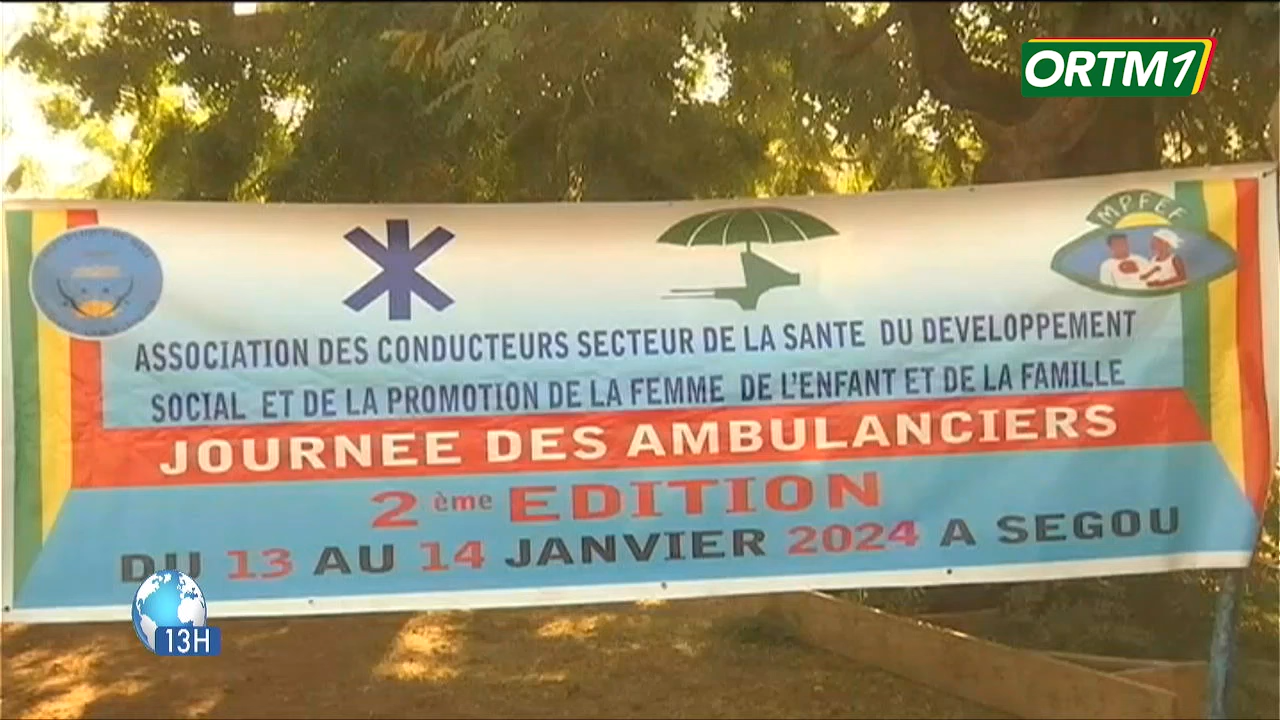 ORTM1
MPFEF
ASSOCIATION DES CONDUCTEURS SECTEUR DE LA SANTE DU DEVELOPPEMENT
SOCIAL ET DE LA PROMOTION DE LA FEMME DE L'ENFANT ET DE LA FAMILLE
JOURNEE DES AMBULANCIERS
2 ème EDITION
DU 13 AU 14 JANVIER 2024 A SEGOU
13H